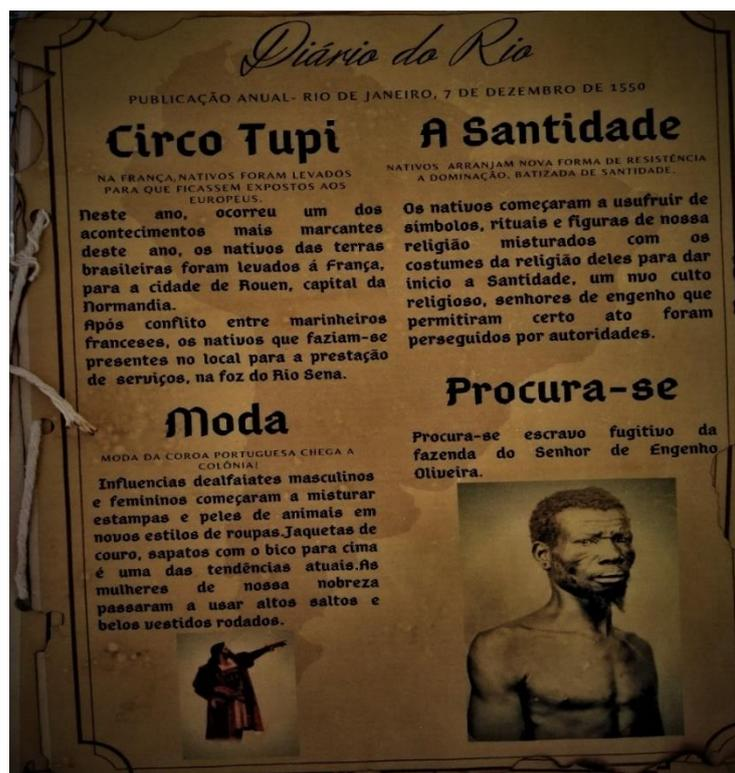 Diário do Rio
PUBLICAÇÃO ANUAL- RIO DE JANEIRO, 7 DE DEZEMBRO DE 1550
Circo Tupi
NA FRANÇA,NATIVOS FORAM LEVADOS
PARA QUE FICASSEM EXPOSTOS AOS
EUROPEUS.
Neste ano, ocorreu um dos
acontecimentos mais marcantes
deste ano, os nativos das terras
brasileiras foram levados á França,
para a cidade de Rouen, capital da
Normandia.
Após conflito entre marinheiros
franceses, os nativos que faziam-se
presentes no local para a prestação
de serviços, na foz do Rio Sena.
Moda
MODA DA COROA PORTUGUESA CHEGA A
COLÔNIA!
Influencias dealfaiates masculinos
e femininos começaram a misturar
estampas e peles de animais em
novos estilos de roupas.Jaquetas de
couro, sapatos com o bico para cima
é uma das tendências atuais.As
mulheres de nossa nobreza
passaram a usar altos saltos e
belos vestidos rodados.
A Santidade
NATIVOS ARRANJAM NOVA FORMA DE RESISTÊNCIA
A DOMINAÇÃO, BATIZADA DE SANTIDADE.
Os nativos começaram a usufruir de
símbolos, rituais e figuras de nossa
religião misturados com os
costumes da religião deles para dar
inicio a Santidade, um nvo culto
religioso, senhores de engenho que
permitiram certo ato foram
perseguidos por autoridades.
Procura-se
Procura-se escravo fugitivo da
fazenda do Senhor de Engenho
Oliveira.